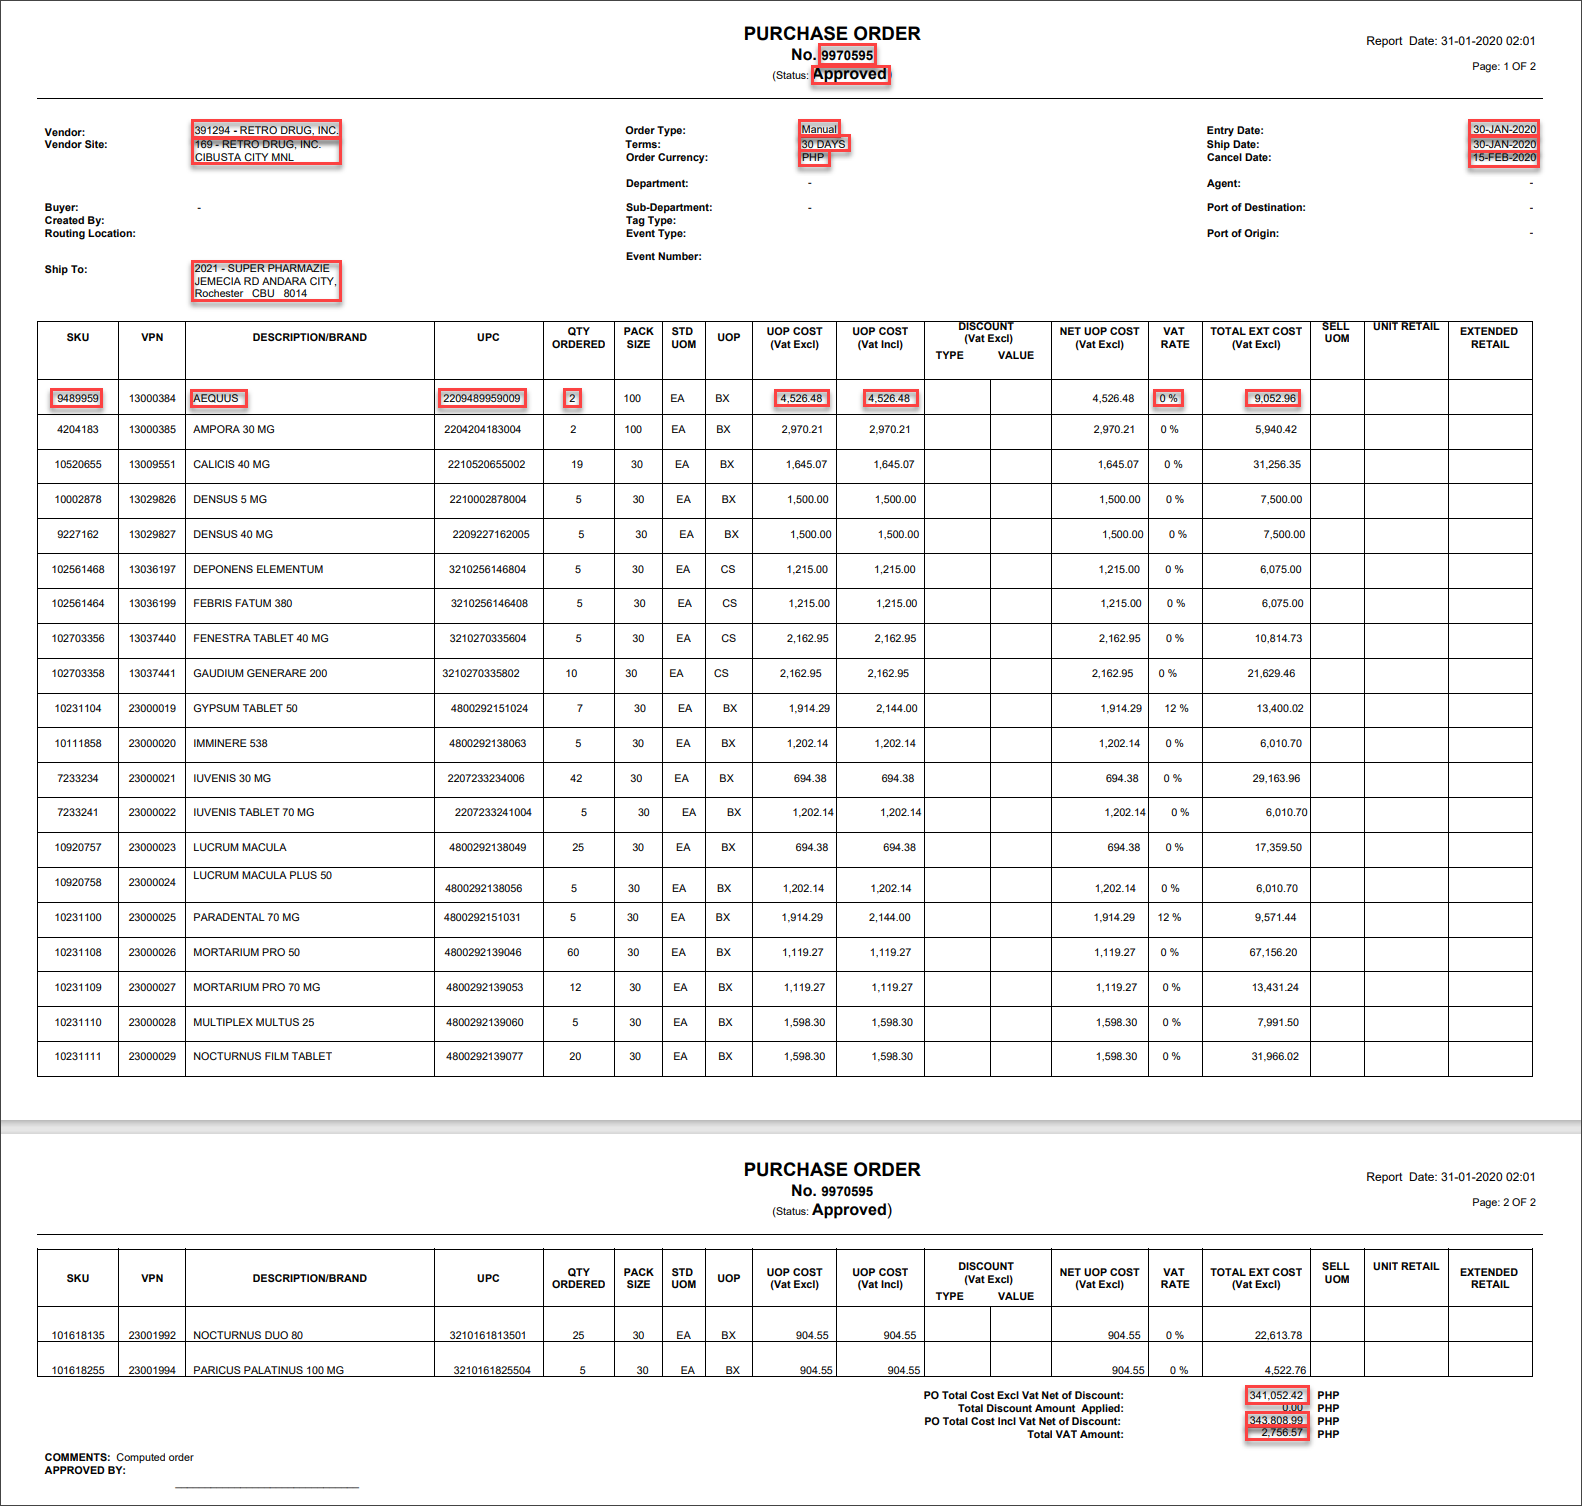 PURCHASE ORDER
No. 9970595
(Status: Approved)
Report Date: 31-01-2020 02:01
Page: 1 OF 2
Vendor: 391294 - RETRO DRUG, INC. Order Type: Manual Entry Date: 30-JAN-2020
Vendor Site: 169 - RETRO DRUG, INC. Terms: 30 DAYS Ship Date: 30-JAN-2020
CIBUSTA CITY MNL Order Currency: PHP Cancel Date: 15-FEB-2020
Department: - Agent: -
Buyer: - Sub-Department: - Port of Destination: -
Created By: Tag Type:
Routing Location: Event Type: Port of Origin: -
Event Number:
Ship To: 2021 - SUPER PHARMAZIE
JEMECIA RD ANDARA CITY,
Rochester CBU 8014
SKU VPN DESCRIPTION/BRAND UPC QTY ORDERED PACK SIZE STD UOM UOP UOP COST (Vat Excl) UOP COST (Vat Incl) DISCOUNT (Vat Excl) TYPE VALUE NET UOP COST (Vat Excl) VAT RATE TOTAL EXT COST (Vat Excl) SELL UOM UNIT RETAIL EXTENDED RETAIL
9489959 13000384 AEQUUS 2209489959009 2 100 EA BX 4,526.48 4,526.48 4,526.48 0 % 9,052.96
4204183 13000385 AMPORA 30 MG 2204204183004 2 100 EA BX 2,970.21 2,970.21 2,970.21 0 % 5,940.42
10520655 13009551 CALICIS 40 MG 2210520655002 19 30 EA BX 1,645.07 1,645.07 1,645.07 0 % 31,256.35
10002878 13029826 DENSUS 5 MG 2210002878004 5 30 EA BX 1,500.00 1,500.00 1,500.00 0 % 7,500.00
9227162 13029827 DENSUS 40 MG 2209227162005 5 30 EA BX 1,500.00 1,500.00 1,500.00 0 % 7,500.00
102561468 13036197 DEPONENS ELEMENTUM 3210256146804 5 30 EA CS 1,215.00 1,215.00 1,215.00 0 % 6,075.00
102561464 13036199 FEBRIS FATUM 380 3210256146408 5 30 EA CS 1,215.00 1,215.00 1,215.00 0 % 6,075.00
102703356 13037440 FENESTRA TABLET 40 MG 3210270335604 5 30 EA CS 2,162.95 2,162.95 2,162.95 0 % 10,814.73
102703358 13037441 GAUDIUM GENERARE 200 3210270335802 10 30 EA CS 2,162.95 2,162.95 2,162.95 0 % 21,629.46
10231104 23000019 GYPSUM TABLET 50 4800292151024 7 30 EA BX 1,914.29 2,144.00 1,914.29 12 % 13,400.02
10111858 23000020 IMMINERE 538 4800292138063 5 30 EA BX 1,202.14 1,202.14 1,202.14 0 % 6,010.70
7233234 23000021 IUVENIS 30 MG 2207233234006 42 30 EA BX 694.38 694.38 694.38 0 % 29,163.96
7233241 23000022 IUVENIS TABLET 70 MG 2207233241004 5 30 EA BX 1,202.14 1,202.14 1,202.14 0 % 6,010.70
10920757 23000023 LUCRUM MACULA 4800292138049 25 30 EA BX 694.38 694.38 694.38 0 % 17,359.50
10920758 23000024 LUCRUM MACULA PLUS 50 4800292138056 5 30 EA BX 1,202.14 1,202.14 1,202.14 0 % 6,010.70
10231100 23000025 PARADENTAL 70 MG 4800292151031 5 30 EA BX 1,914.29 2,144.00 1,914.29 12 % 9,571.44
10231108 23000026 MORTARIUM PRO 50 4800292139046 60 30 EA BX 1,119.27 1,119.27 1,119.27 0 % 67,156.20
10231109 23000027 MORTARIUM PRO 70 MG 4800292139053 12 30 EA BX 1,119.27 1,119.27 1,119.27 0 % 13,431.24
10231110 23000028 MULTIPLEX MULTUS 25 4800292139060 5 30 EA BX 1,598.30 1,598.30 1,598.30 0 % 7,991.50
10231111 23000029 NOCTURNUS FILM TABLET 4800292139077 20 30 EA BX 1,598.30 1,598.30 1,598.30 0 % 31,966.02
PURCHASE ORDER
No. 9970595
(Status: Approved)
Report Date: 31-01-2020 02:01
Page: 2 OF 2
SKU VPN DESCRIPTION/BRAND UPC QTY ORDERED PACK SIZE STD UOM UOP UOP COST (Vat Excl) UOP COST (Vat Incl) DISCOUNT (Vat Excl) TYPE VALUE NET UOP COST (Vat Excl) VAT RATE TOTAL EXT COST (Vat Excl) SELL UOM UNIT RETAIL EXTENDED RETAIL
101618135 23001992 NOCTURNUS DUO 80 3210161813501 25 30 EA BX 904.55 904.55 904.55 0 % 22,613.78
101618255 23001994 PARICUS PALATINUS 100 MG 3210161825504 5 30 EA BX 904.55 904.55 904.55 0 % 4,522.76
PO Total Cost Excl Vat Net of Discount: 341,052.42 PHP
Total Discount Amount Applied: 0.00 PHP
PO Total Cost Incl Vat Net of Discount: 343,808.99 PHP
Total VAT Amount: 2,756.57 PHP
COMMENTS: Computed order
APPROVED BY: